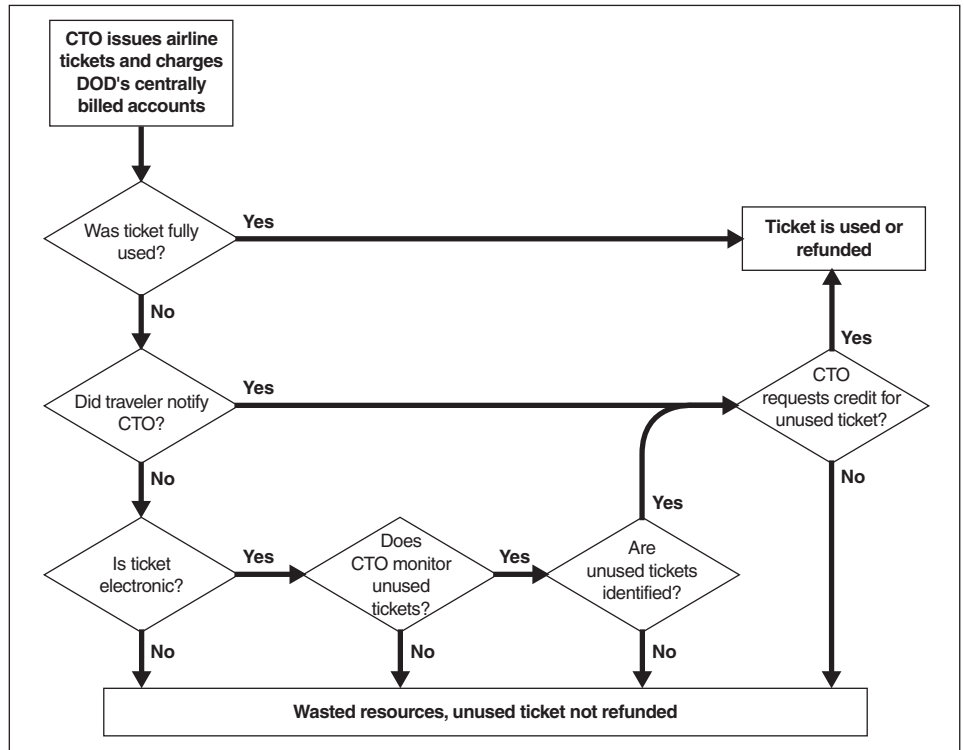 CTO issues airline
tickets and charges
DOD's centrally
billed accounts
Was ticket fully
used?
Yes
Ticket is used or
refunded
No
Yes
Did traveler notify
CTO?
Yes
CTO
requests credit for
unused ticket?
No
No
Yes
Is ticket
electronic?
Yes
Does
CTO monitor
unused
tickets?
Yes
Are
unused tickets
identified?
No
No
No
Wasted resources, unused ticket not refunded